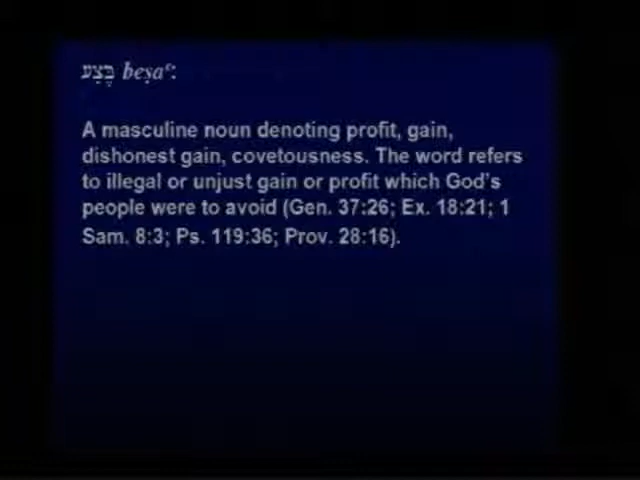 בֶּצַע beṣaʿ:
A masculine noun denoting profit, gain,
dishonest gain, covetousness. The word refers
to illegal or unjust gain or profit which God's
people were to avoid (Gen. 37:26; Ex. 18:21; 1
Sam. 8:3; Ps. 119:36; Prov. 28:16).